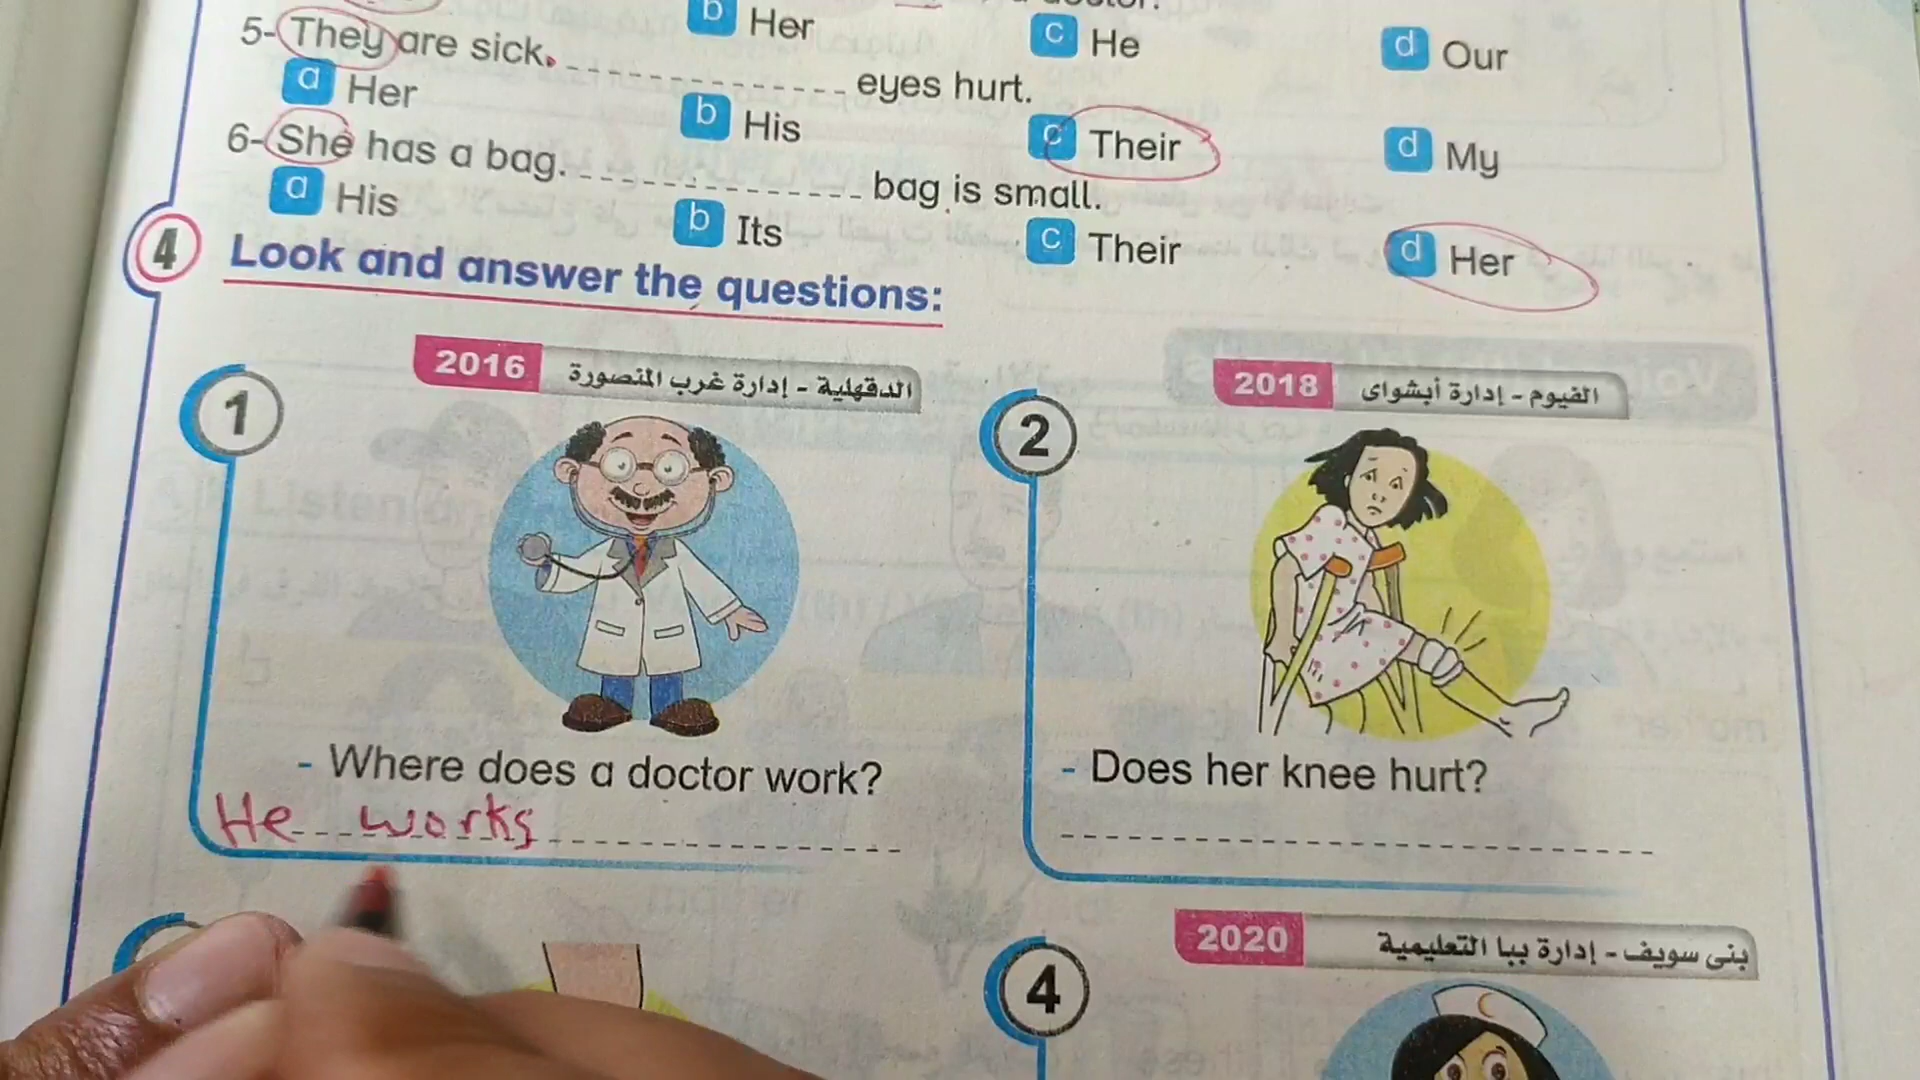 b Her c He d Our
5- They are sick. ------------ eyes hurt.
a Her b His c Their d My
6- She has a bag. ------------ bag is small.
a His b Its c Their d Her
4 Look and answer the questions:
1 2016 الدقهلية - إدارة غرب المنصورة
- Where does a doctor work?
He works
2 2018 الفيوم - إدارة أبشواى
- Does her knee hurt?
4 2020 بنى سويف - إدارة ببا التعليمية